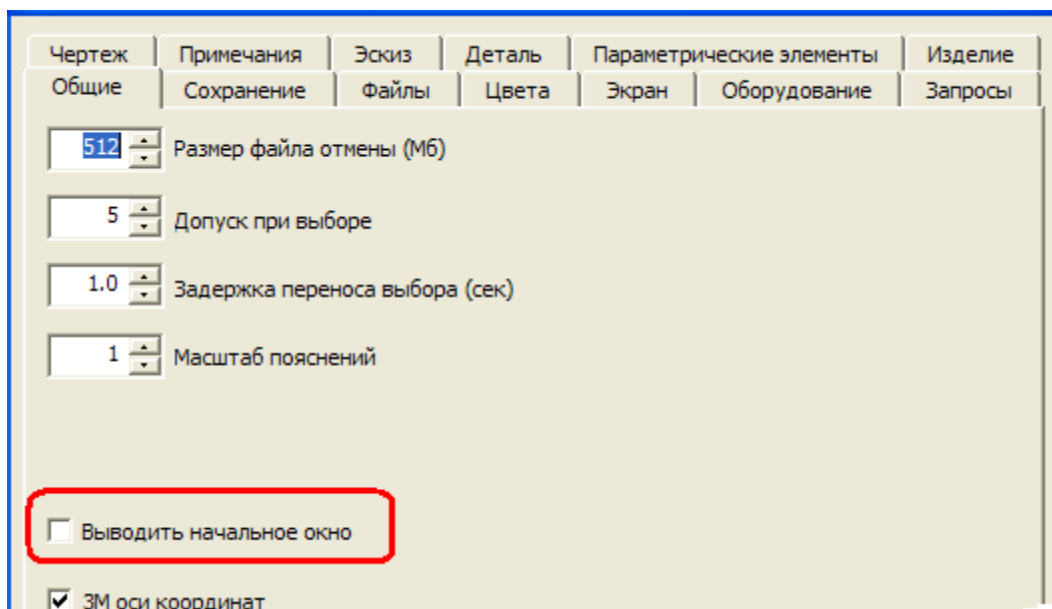 Чертеж Примечания Эскиз Деталь Параметрические элементы Изделие
Общие Сохранение Файлы Цвета Экран Оборудование Запросы
512 Размер файла отмены (Мб)
5 Допуск при выборе
1.0 Задержка переноса выбора (сек)
1 Масштаб пояснений
Выводить начальное окно
3М оси координат